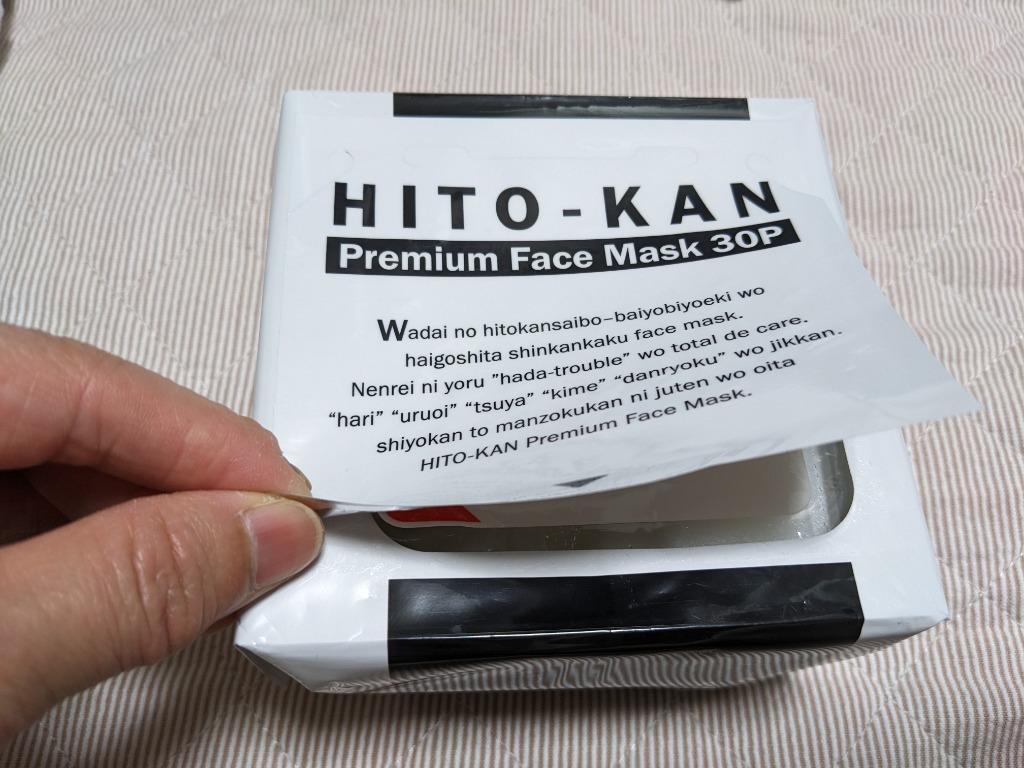 HITO-KAN
Premium Face Mask 30P
Wadai no hitokansaibo-baiyobiyoeki wo
haigoshita shinkankaku face mask.
Nenrei ni yoru "hada-trouble" wo total de care.
"hari" "uruoi" "tsuya" "kime" "danryoku" wo jikkan.
shiyokan to manzokukan ni juten wo oita
HITO-KAN Premium Face Mask.